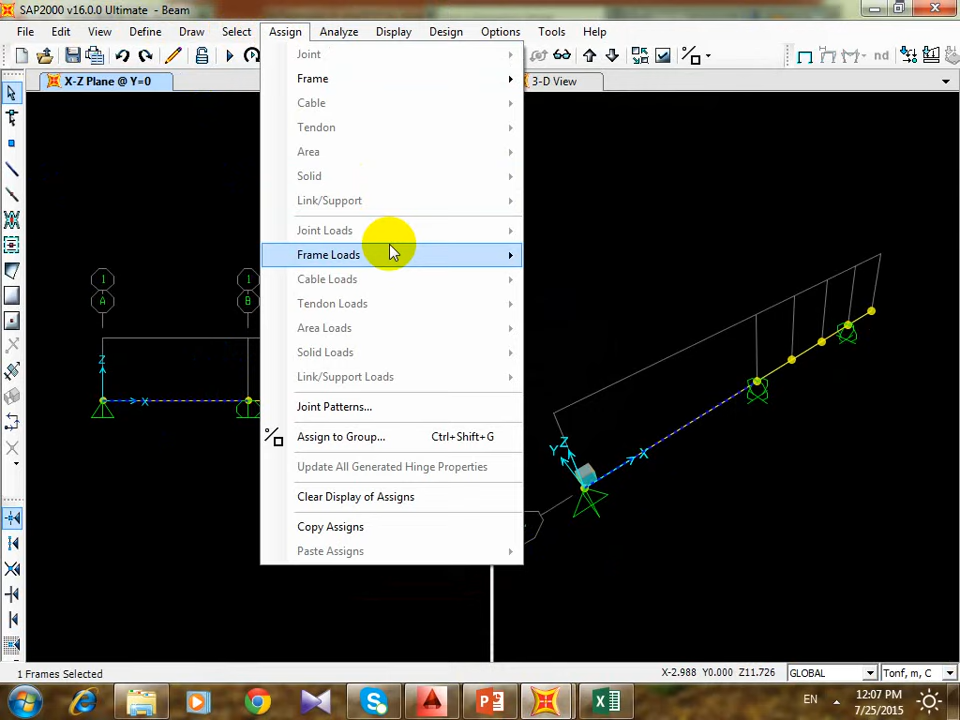 SAP2000 v16.0.0 Ultimate - Beam
File Edit View Define Draw Select Assign Analyze Display Design Options Tools Help
X-Z Plane @ Y=0
3-D View
Joint
Frame
Cable
Tendon
Area
Solid
Link/Support
Joint Loads
Frame Loads
Cable Loads
Tendon Loads
Area Loads
Solid Loads
Link/Support Loads
Joint Patterns...
Assign to Group... Ctrl+Shift+G
Update All Generated Hinge Properties
Clear Display of Assigns
Copy Assigns
Paste Assigns
1 1
A B
Z
X
Z
Y
X
1 Frames Selected
X-2.988 Y0.000 Z11.726
GLOBAL
Tonf, m, C
EN
12:07 PM
7/25/2015